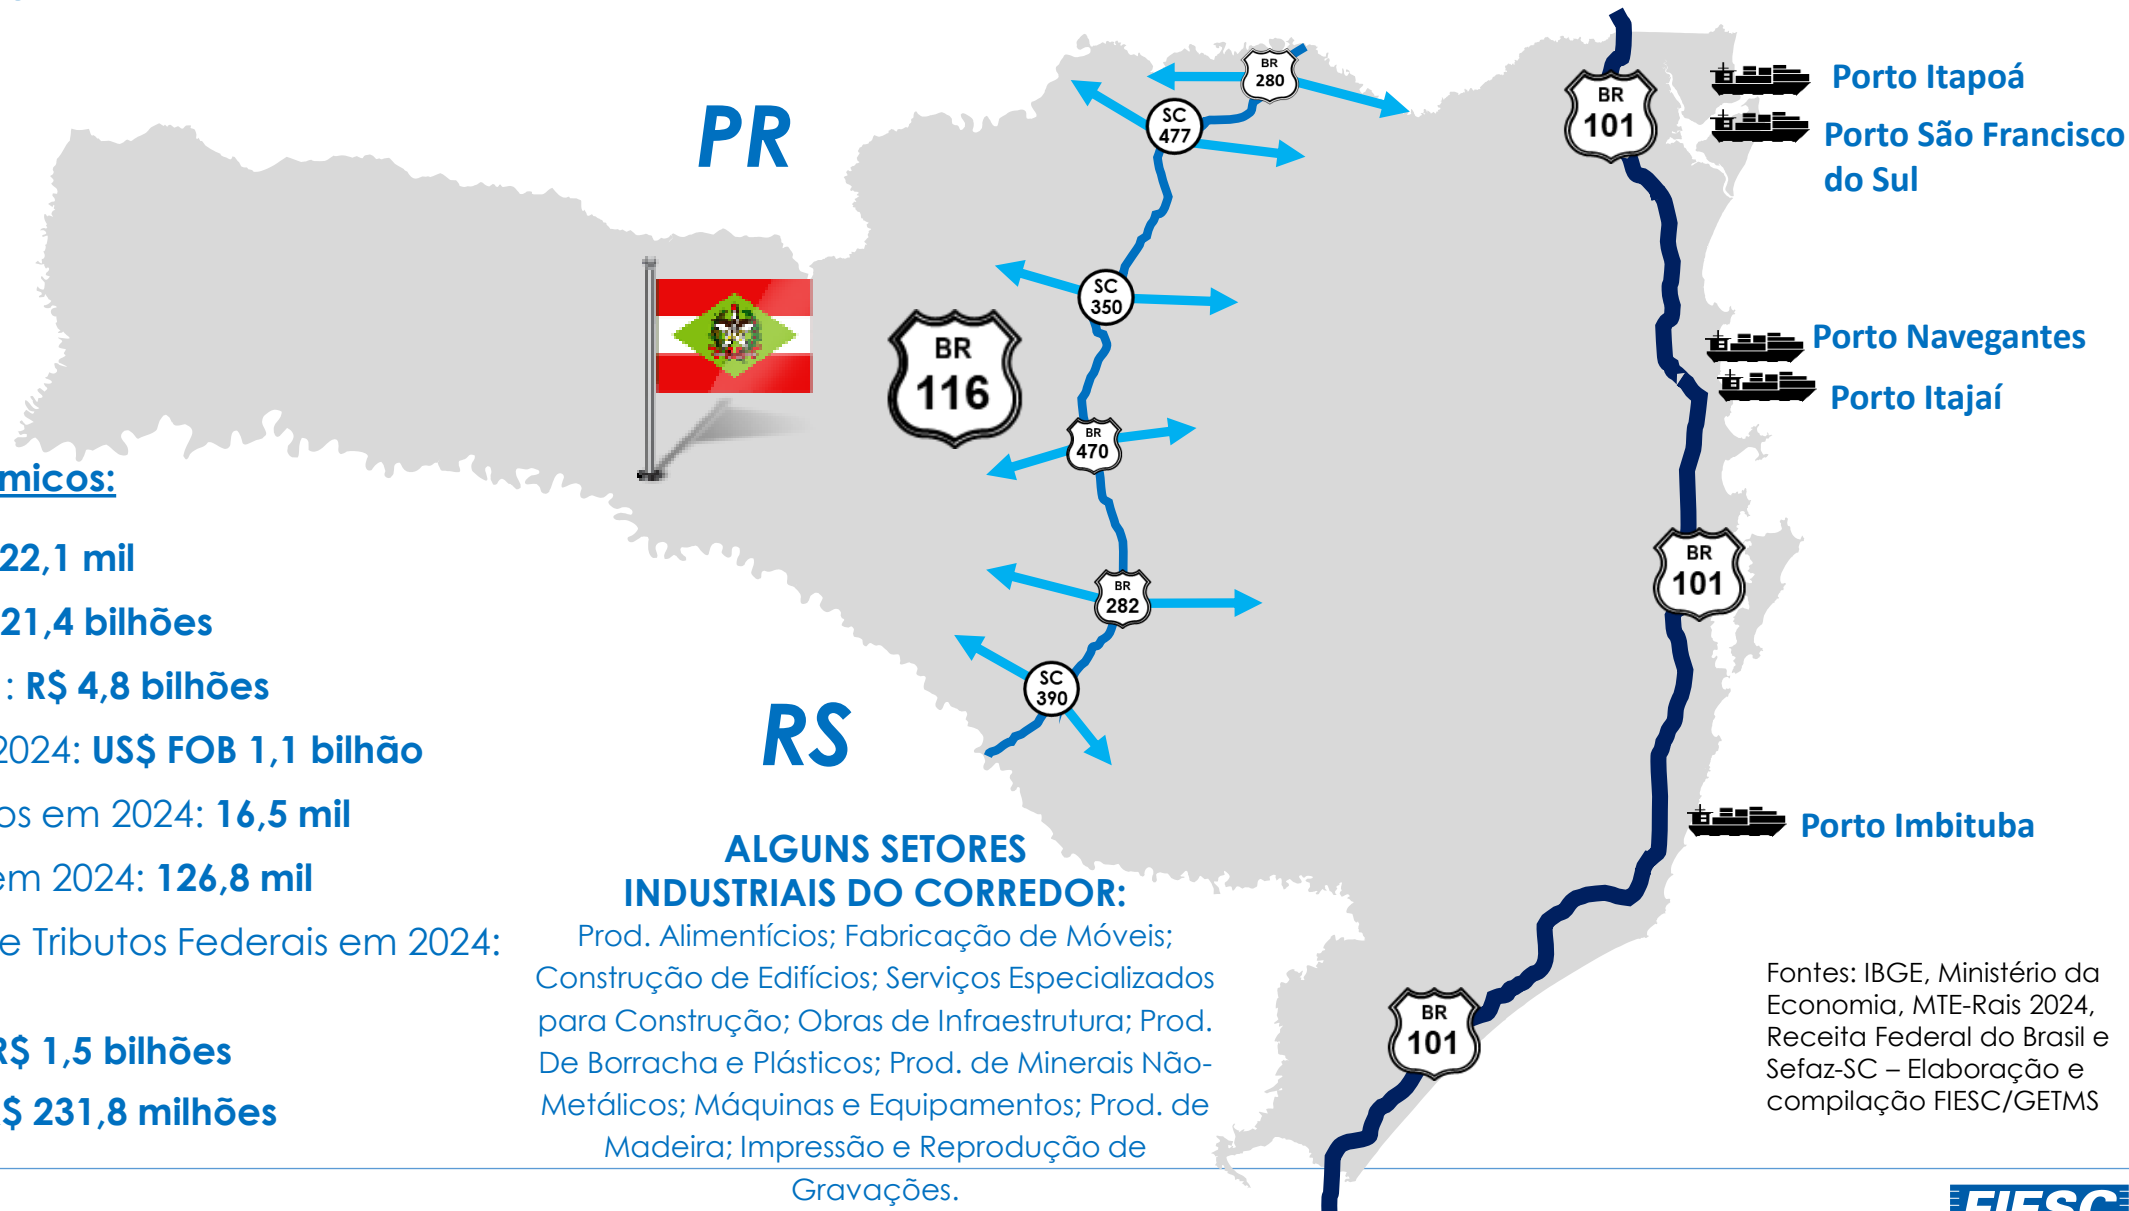 BR
280
SC
477
BR
101
Porto Itapoá
Porto São Francisco
do Sul
PR
SC
350
BR
116
Porto Navegantes
Porto Itajaí
BR
470
micos:
22,1 mil
21,4 bilhões
: R$ 4,8 bilhões
2024: US$ FOB 1,1 bilhão
os em 2024: 16,5 mil
em 2024: 126,8 mil
e Tributos Federais em 2024:
R$ 1,5 bilhões
$ 231,8 milhões
BR
282
BR
101
SC
390
RS
Porto Imbituba
ALGUNS SETORES
INDUSTRIAIS DO CORREDOR:
Prod. Alimentícios; Fabricação de Móveis;
Construção de Edifícios; Serviços Especializados
para Construção; Obras de Infraestrutura; Prod.
De Borracha e Plásticos; Prod. de Minerais Não-
Metálicos; Máquinas e Equipamentos; Prod. de
Madeira; Impressão e Reprodução de
Gravações.
BR
101
Fontes: IBGE, Ministério da
Economia, MTE-Rais 2024,
Receita Federal do Brasil e
Sefaz-SC – Elaboração e
compilação FIESC/GETMS
FIESC